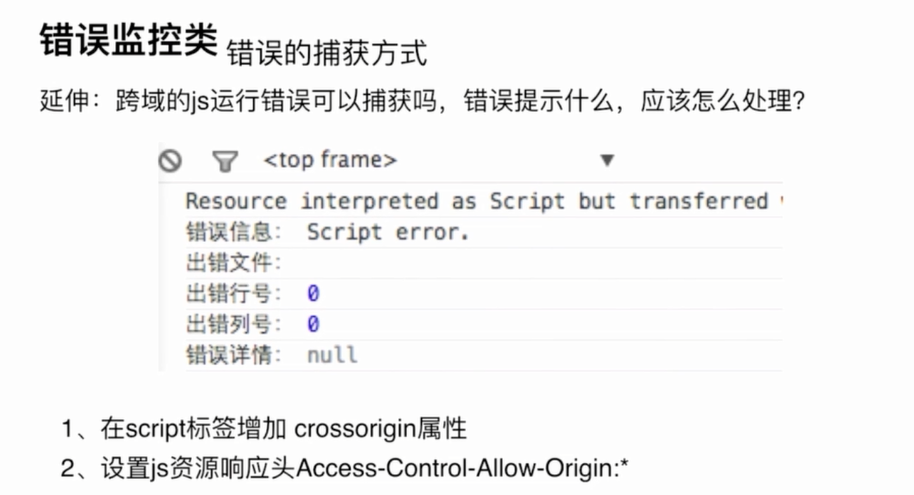 错误监控类 错误的捕获方式
延伸：跨域的js运行错误可以捕获吗，错误提示什么，应该怎么处理？
<top frame>
Resource interpreted as Script but transferred
错误信息： Script error.
出错文件：
出错行号： 0
出错列号： 0
错误详情： null
1、在script标签增加 crossorigin属性
2、设置js资源响应头Access-Control-Allow-Origin:*